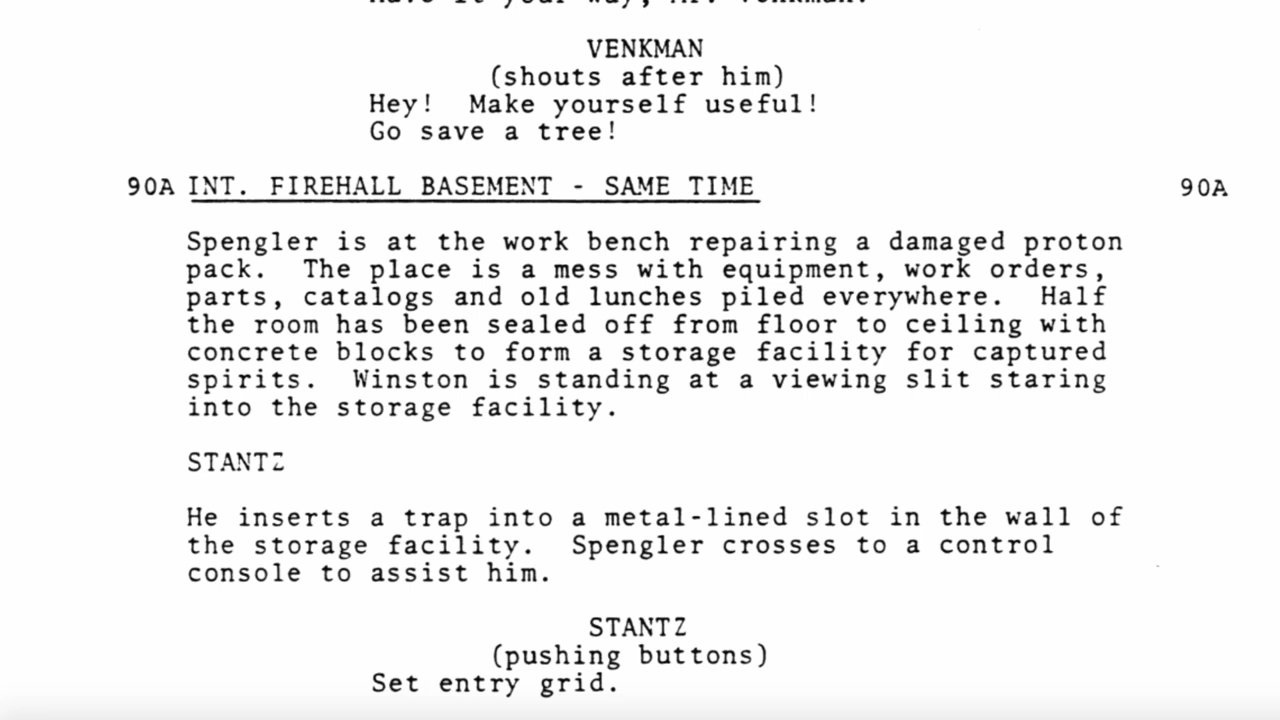 VENKMAN
(shouts after him)
Hey! Make yourself useful!
Go save a tree!
90A INT. FIREHALL BASEMENT - SAME TIME 90A
Spengler is at the work bench repairing a damaged proton
pack. The place is a mess with equipment, work orders,
parts, catalogs and old lunches piled everywhere. Half
the room has been sealed off from floor to ceiling with
concrete blocks to form a storage facility for captured
spirits. Winston is standing at a viewing slit staring
into the storage facility.
STANTZ
He inserts a trap into a metal-lined slot in the wall of
the storage facility. Spengler crosses to a control
console to assist him.
STANTZ
(pushing buttons)
Set entry grid.